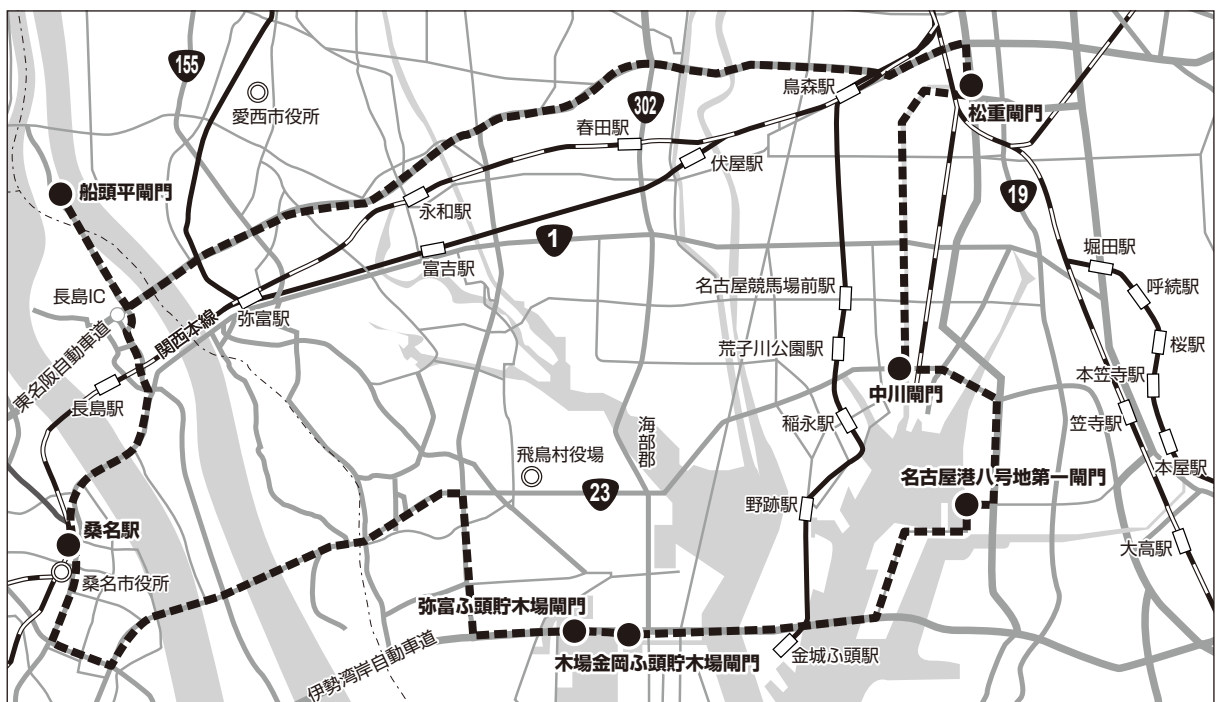 155
愛西市役所
302
烏森駅
松重閘門
春田駅
伏屋駅
船頭平閘門
永和駅
19
1
富吉駅
堀田駅
長島IC
名古屋競馬場前駅
呼続駅
弥富駅
関西本線
東名阪自動車道
荒子川公園駅
桜駅
長島駅
中川閘門
本笠寺駅
稲永駅
笠寺駅
海部郡
飛島村役場
23
名古屋港八号地第一閘門
本星駅
野跡駅
桑名駅
大高駅
桑名市役所
弥富ふ頭貯木場閘門
木場金岡ふ頭貯木場閘門
金城ふ頭駅
伊勢湾岸自動車道